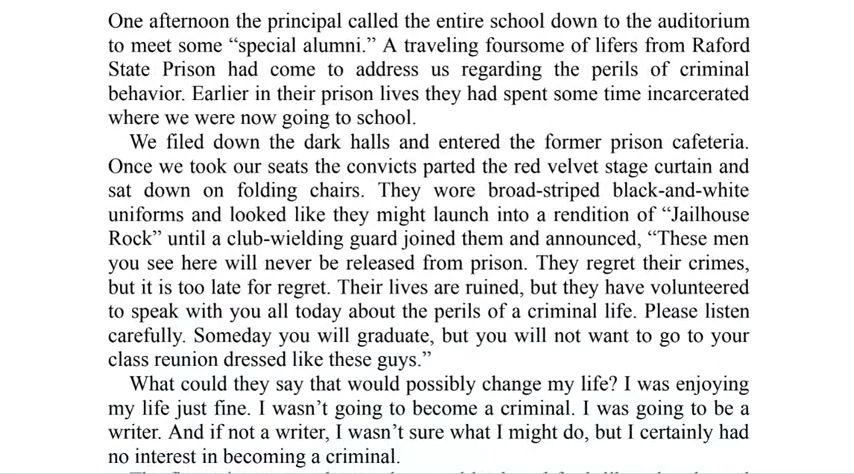 One afternoon the principal called the entire school down to the auditorium
to meet some “special alumni.” A traveling foursome of lifers from Raford
State Prison had come to address us regarding the perils of criminal
behavior. Earlier in their prison lives they had spent some time incarcerated
where we were now going to school.
We filed down the dark halls and entered the former prison cafeteria.
Once we took our seats the convicts parted the red velvet stage curtain and
sat down on folding chairs. They wore broad-striped black-and-white
uniforms and looked like they might launch into a rendition of “Jailhouse
Rock” until a club-wielding guard joined them and announced, “These men
you see here will never be released from prison. They regret their crimes,
but it is too late for regret. Their lives are ruined, but they have volunteered
to speak with you all today about the perils of a criminal life. Please listen
carefully. Someday you will graduate, but you will not want to go to your
class reunion dressed like these guys.”
What could they say that would possibly change my life? I was enjoying
my life just fine. I wasn’t going to become a criminal. I was going to be a
writer. And if not a writer, I wasn’t sure what I might do, but I certainly had
no interest in becoming a criminal.